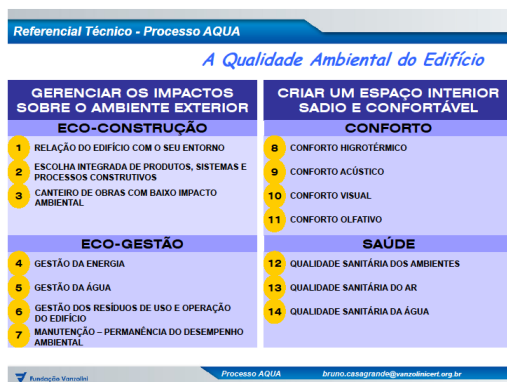 Referencial Técnico - Processo AQUA
A Qualidade Ambiental do Edifício
GERENCIAR OS IMPACTOS
SOBRE O AMBIENTE EXTERIOR
ECO-CONSTRUÇÃO
1 RELAÇÃO DO EDIFÍCIO COM O SEU ENTORNO
2 ESCOLHA INTEGRADA DE PRODUTOS, SISTEMAS E
PROCESSOS CONSTRUTIVOS
3 CANTEIRO DE OBRAS COM BAIXO IMPACTO
AMBIENTAL
ECO-GESTÃO
4 GESTÃO DA ENERGIA
5 GESTÃO DA ÁGUA
6 GESTÃO DOS RESÍDUOS DE USO E OPERAÇÃO
DO EDIFÍCIO
7 MANUTENÇÃO – PERMANÊNCIA DO DESEMPENHO
AMBIENTAL
CRIAR UM ESPAÇO INTERIOR
SADIO E CONFORTÁVEL
CONFORTO
8 CONFORTO HIGROTÉRMICO
9 CONFORTO ACÚSTICO
10 CONFORTO VISUAL
11 CONFORTO OLFATIVO
SAÚDE
12 QUALIDADE SANITÁRIA DOS AMBIENTES
13 QUALIDADE SANITÁRIA DO AR
14 QUALIDADE SANITÁRIA DA ÁGUA
Fundação Vanzolini
Processo AQUA
bruno.casagrande@vanzolinicert.org.br